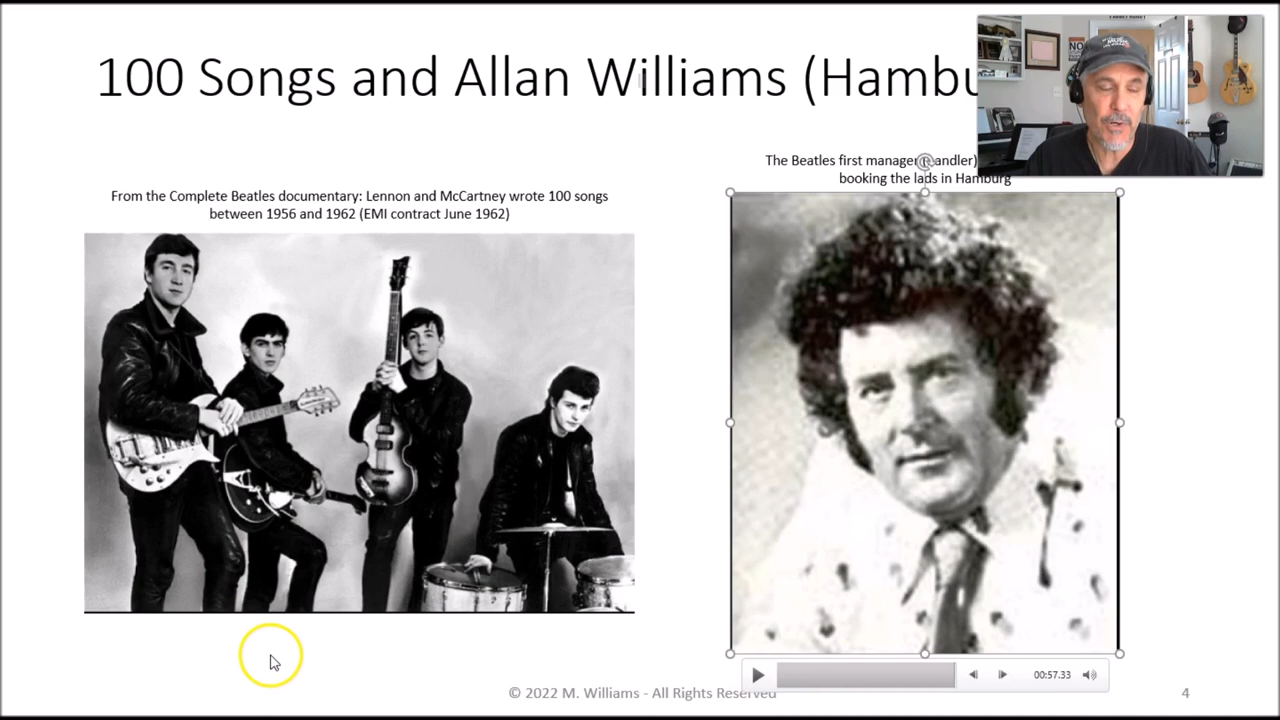 100 Songs and Allan Williams (Hambu
The Beatles first manager
booking the lads in Hamburg
From the Complete Beatles documentary: Lennon and McCartney wrote 100 songs
between 1956 and 1962 (EMI contract June 1962)
00:57.33
© 2022 M. Williams - All Rights Reserved
4